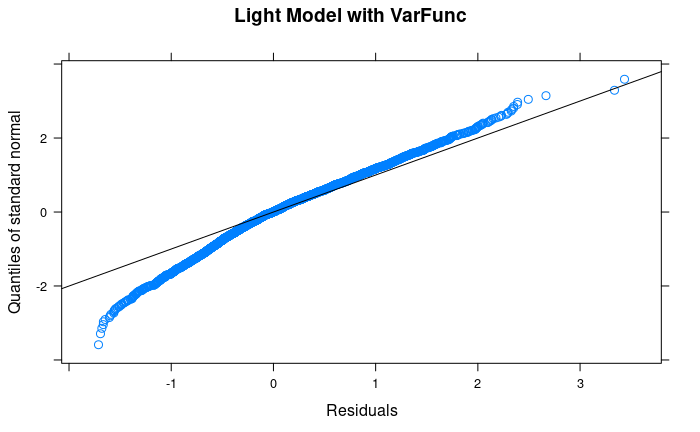 Light Model with VarFunc
Quantiles of standard normal
2
0
-2
-1
0
1
2
3
Residuals